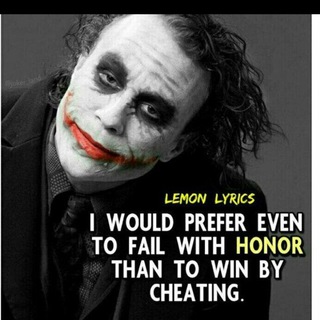 LEMON LYRICS
I WOULD PREFER EVEN
TO FAIL WITH HONOR
THAN TO WIN BY
CHEATING.